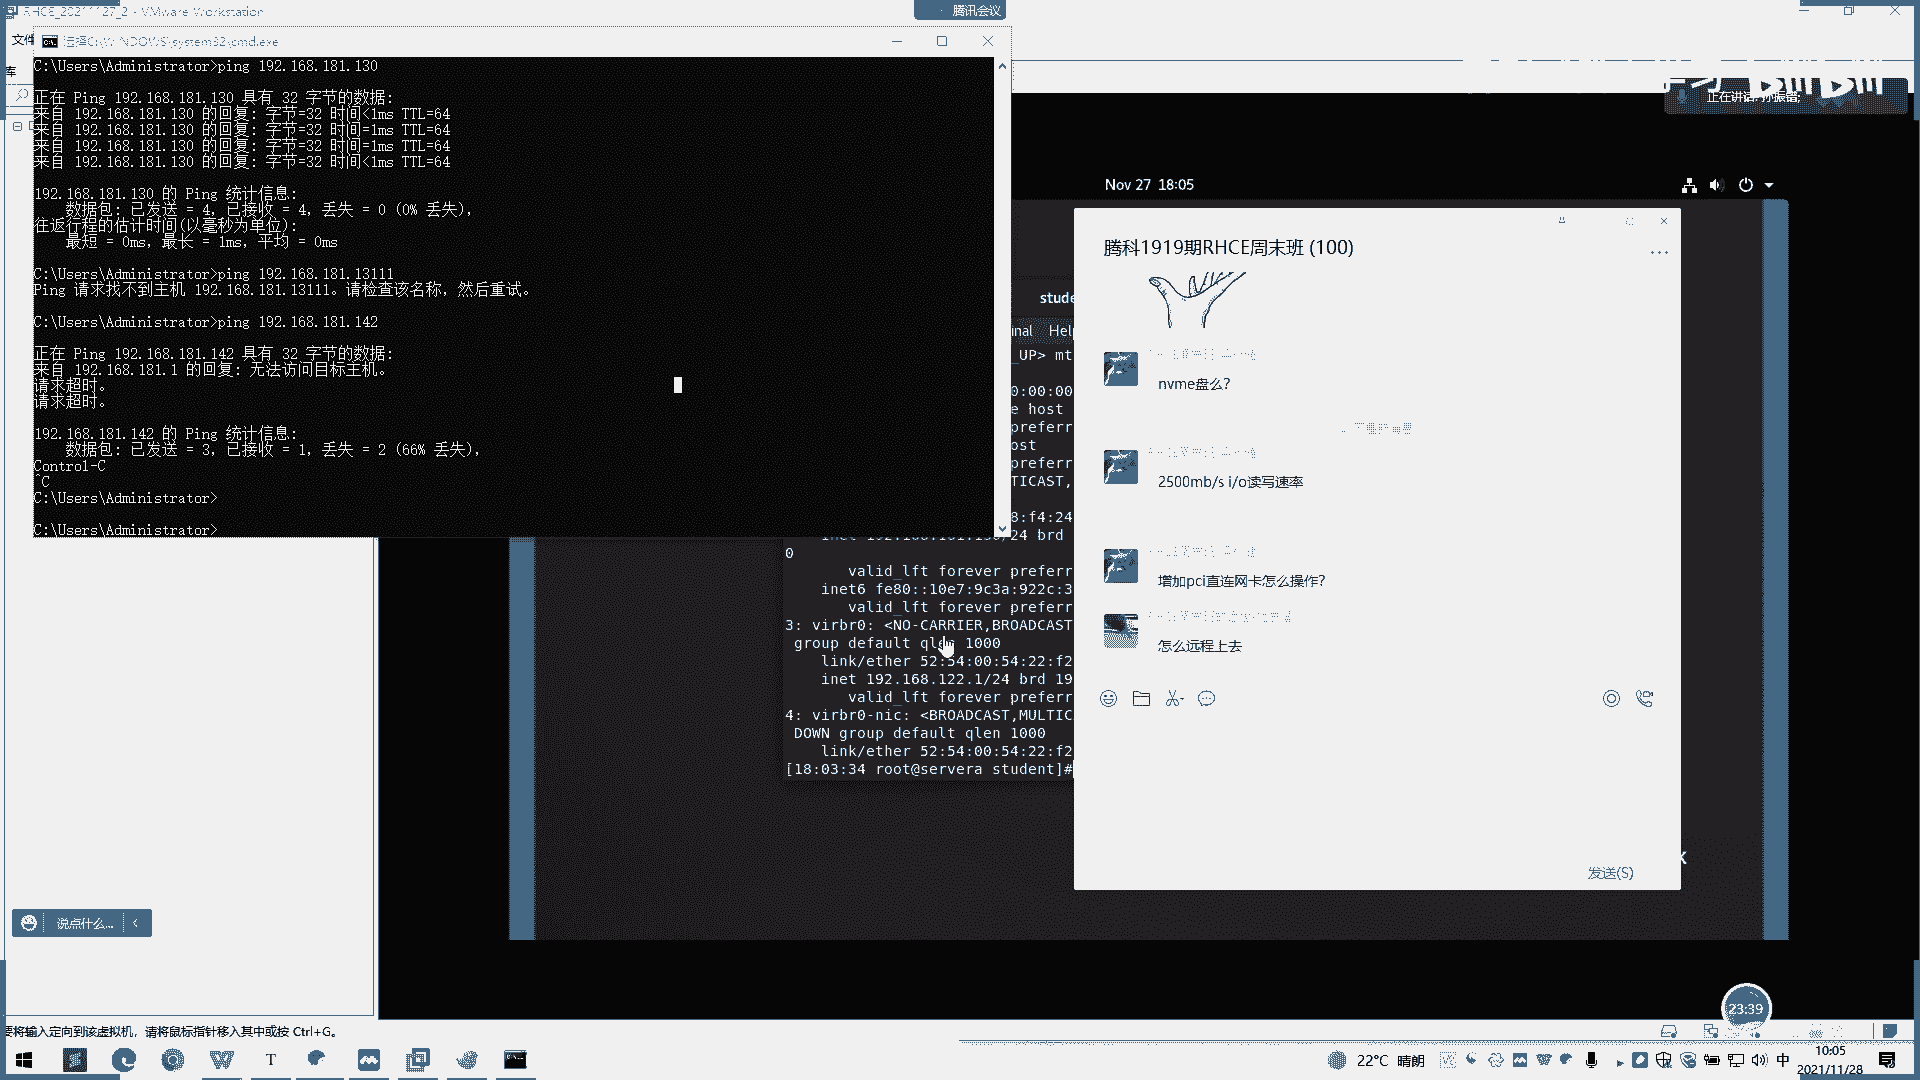 RHCE_20211127_2 - VMware Workstation
腾讯会议
文件
库
选择C:\WINDOWS\system32\cmd.exe
C:\Users\Administrator>ping 192.168.181.130
正在 Ping 192.168.181.130 具有 32 字节的数据:
来自 192.168.181.130 的回复: 字节=32 时间<1ms TTL=64
来自 192.168.181.130 的回复: 字节=32 时间=1ms TTL=64
来自 192.168.181.130 的回复: 字节=32 时间=1ms TTL=64
来自 192.168.181.130 的回复: 字节=32 时间<1ms TTL=64
192.168.181.130 的 Ping 统计信息:
数据包: 已发送 = 4，已接收 = 4，丢失 = 0 (0% 丢失)，
往返行程的估计时间(以毫秒为单位):
最短 = 0ms，最长 = 1ms，平均 = 0ms
C:\Users\Administrator>ping 192.168.181.13111
Ping 请求找不到主机 192.168.181.13111。请检查该名称，然后重试。
C:\Users\Administrator>ping 192.168.181.142
正在 Ping 192.168.181.142 具有 32 字节的数据:
来自 192.168.181.1 的回复: 无法访问目标主机。
请求超时。
请求超时。
192.168.181.142 的 Ping 统计信息:
数据包: 已发送 = 3，已接收 = 1，丢失 = 2 (66% 丢失)，
Control-C
^C
C:\Users\Administrator>
C:\Users\Administrator>
正在讲话:
Nov 27 18:05
stude
inal Help
_UP> mt
0:00:00
e host
preferr
ost
preferr
TICAST,
8:f4:24
/24 brd
0
valid_lft forever preferr
inet6 fe80::10e7:9c3a:922c:3
valid_lft forever preferr
3: virbr0: <NO-CARRIER,BROADCAST
group default qlen 1000
link/ether 52:54:00:54:22:f2
inet 192.168.122.1/24 brd 19
valid_lft forever preferr
4: virbr0-nic: <BROADCAST,MULTIC
DOWN group default qlen 1000
link/ether 52:54:00:54:22:f2
[18:03:34 root@servera student]#
腾科1919期RHCE周末班 (100)
nvme盘么?
2500mb/s i/o读写速率
增加pci直连网卡怎么操作?
怎么远程上去
发送(S)
说点什么...
23:39
要将输入定向到该虚拟机，请将鼠标指针移入其中或按 Ctrl+G。
22°C 晴朗
中
10:05
2021/11/28